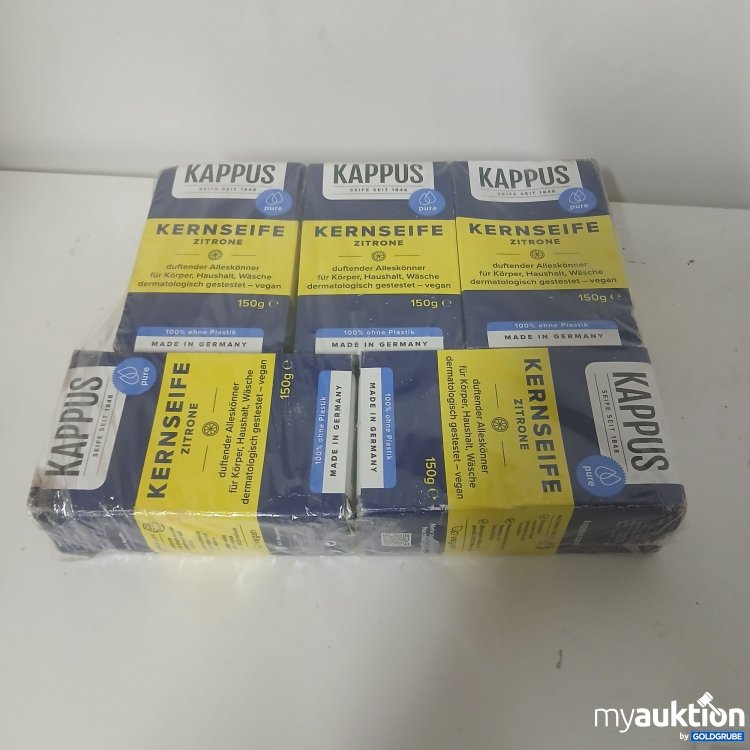 KAPPUS
SEIFE SEIT 1848
pure
KERNSEIFE
ZITRONE
duftender Alleskönner
für Körper, Haushalt, Wäsche
dermatologisch gestestet – vegan
150g ℮
100% ohne Plastik
MADE IN GERMANY
KAPPUS
SEIFE SEIT 1848
pure
KERNSEIFE
ZITRONE
duftender Alleskönner
für Körper, Haushalt, Wäsche
dermatologisch gestestet – vegan
150g ℮
100% ohne Plastik
MADE IN GERMANY
KAPPUS
SEIFE SEIT 1848
pure
KERNSEIFE
ZITRONE
duftender Alleskönner
für Körper, Haushalt, Wäsche
dermatologisch gestestet – vegan
150g ℮
100% ohne Plastik
MADE IN GERMANY
KAPPUS
SEIFE SEIT 1848
pure
KERNSEIFE
ZITRONE
duftender Alleskönner
für Körper, Haushalt, Wäsche
dermatologisch gestestet – vegan
150g ℮
100% ohne Plastik
MADE IN GERMANY
KAPPUS
SEIFE SEIT 1848
pure
KERNSEIFE
ZITRONE
duftender Alleskönner
für Körper, Haushalt, Wäsche
dermatologisch gestestet – vegan
150g ℮
100% ohne Plastik
MADE IN GERMANY
myauktion
by GOLDGRUBE